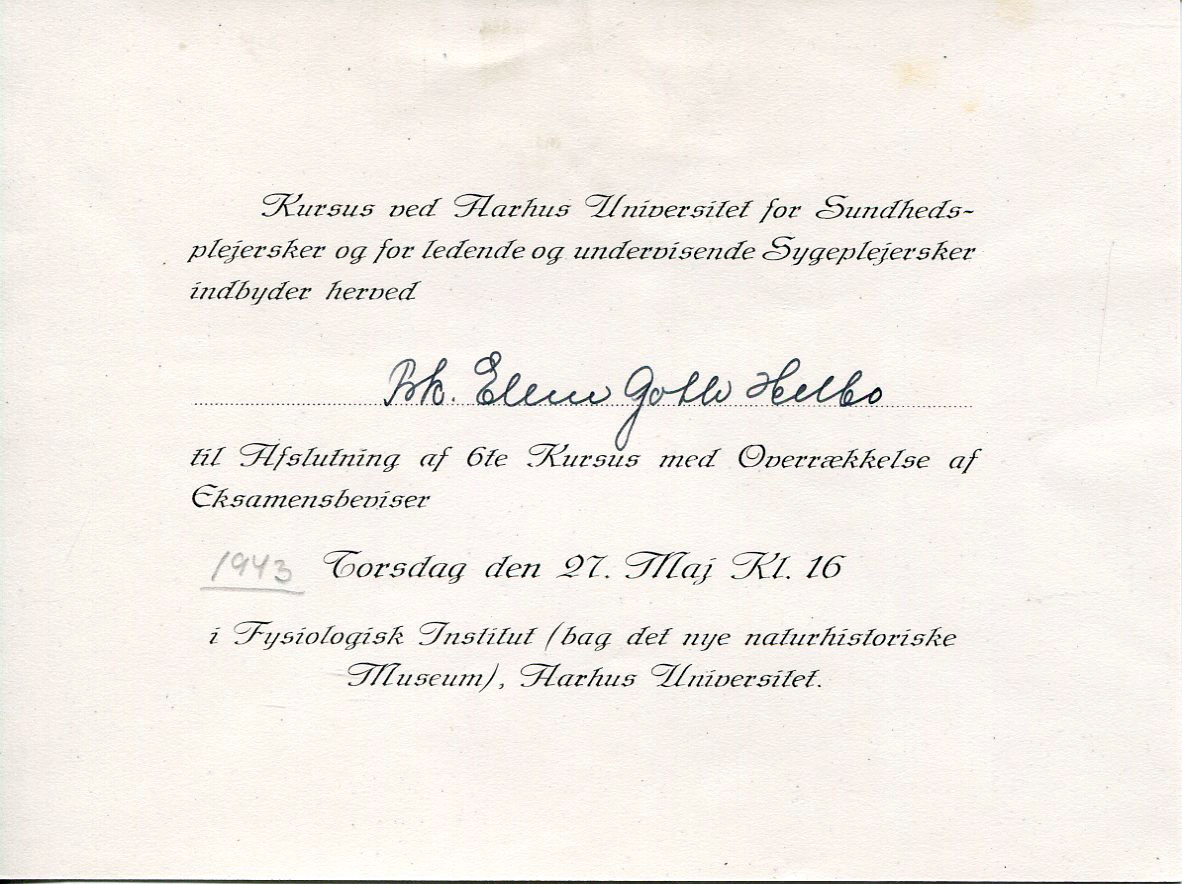 Kursus ved Aarhus Universitet for Sundheds-
plejersker og for ledende og undervisende Sygeplejersker
indbyder herved
Ellen Helbo
til Afslutning af 6te Kursus med Overrækkelse af
Eksamensbeviser
1943 Torsdag den 27. Maj Kl. 16
i Fysiologisk Institut (bag det nye naturhistoriske
Museum), Aarhus Universitet.